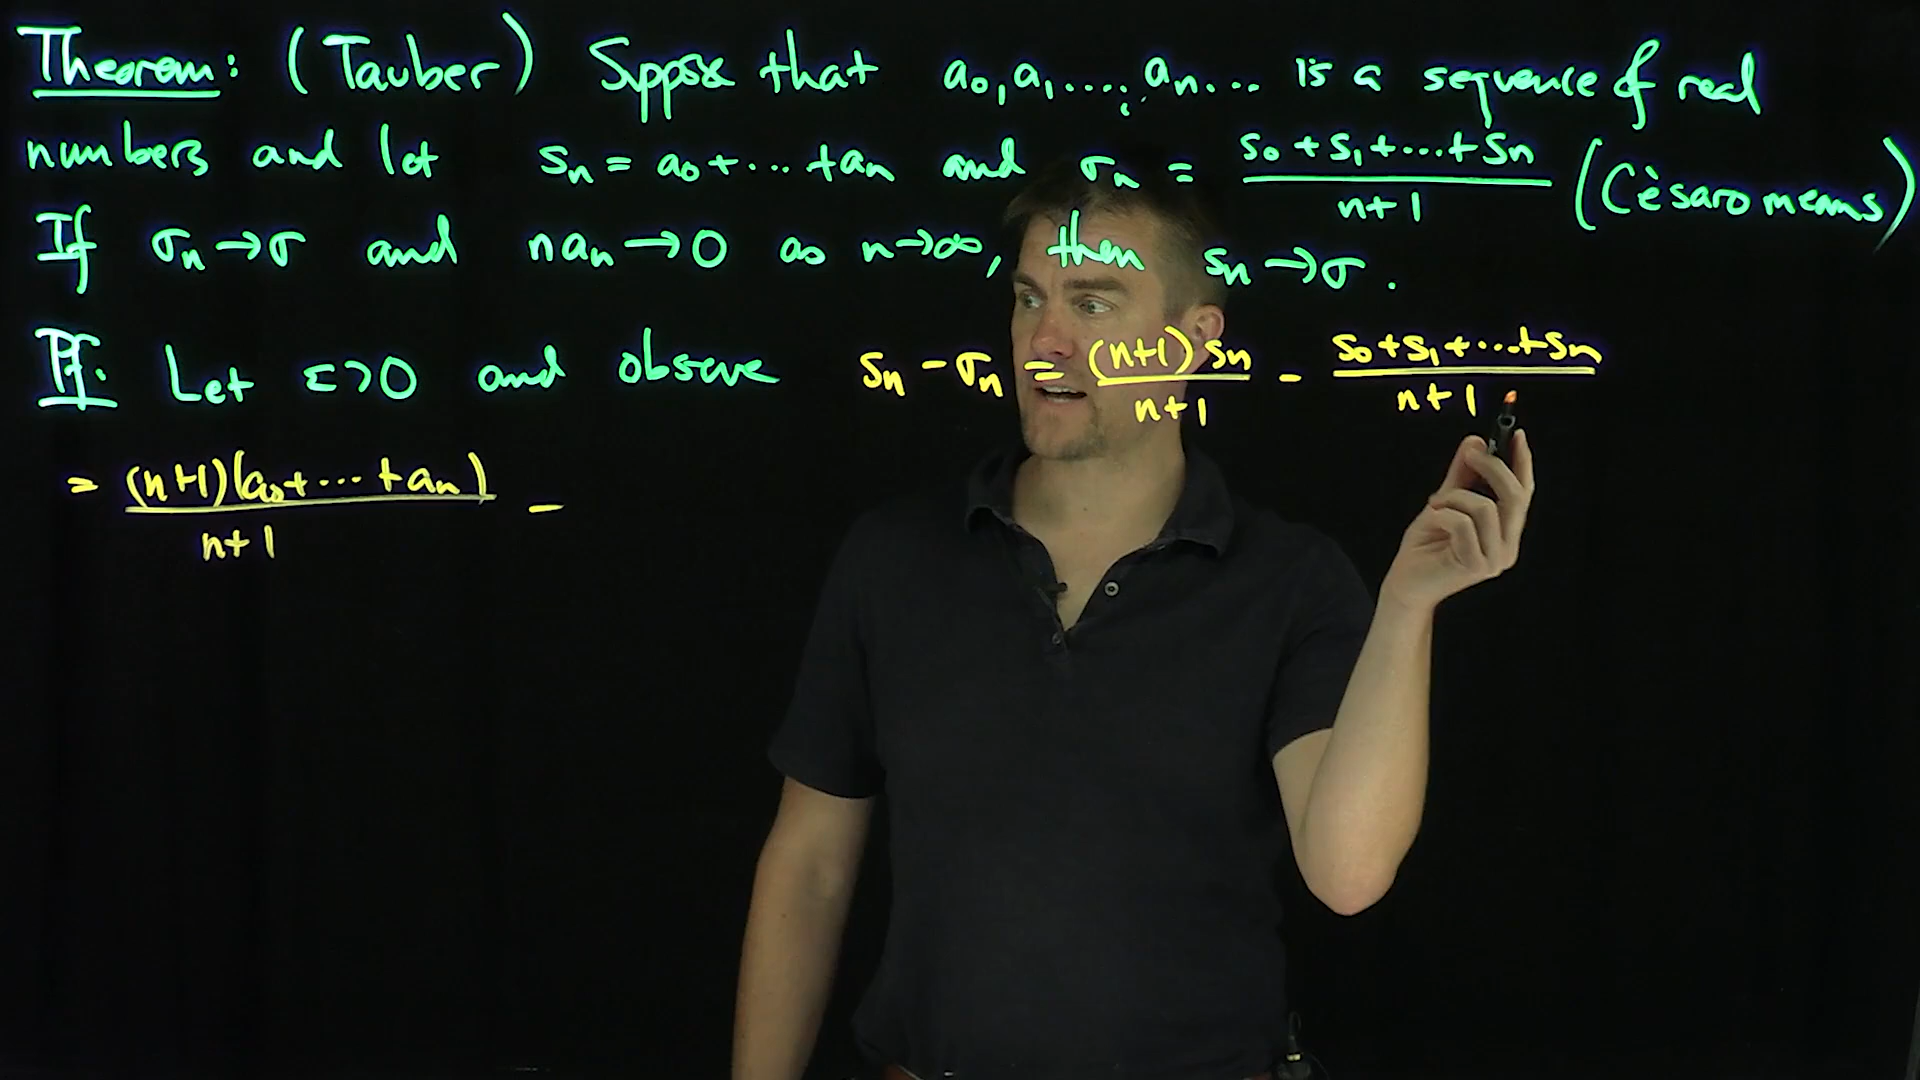 Theorem: (Tauber) Suppose that a₀, a₁, ..., aₙ... is a sequence of real
numbers and let sₙ = a₀ + ... + aₙ and σₙ = (s₀ + s₁ + ... + sₙ)/(n+1) (Cèsaro means)
If σₙ → σ and n aₙ → 0 as n → ∞, then sₙ → σ.
Pf: Let ε > 0 and observe sₙ - σₙ = (n+1)sₙ/(n+1) - (s₀ + s₁ + ... + sₙ)/(n+1)
= (n+1)(a₀ + ... + aₙ)/(n+1) -